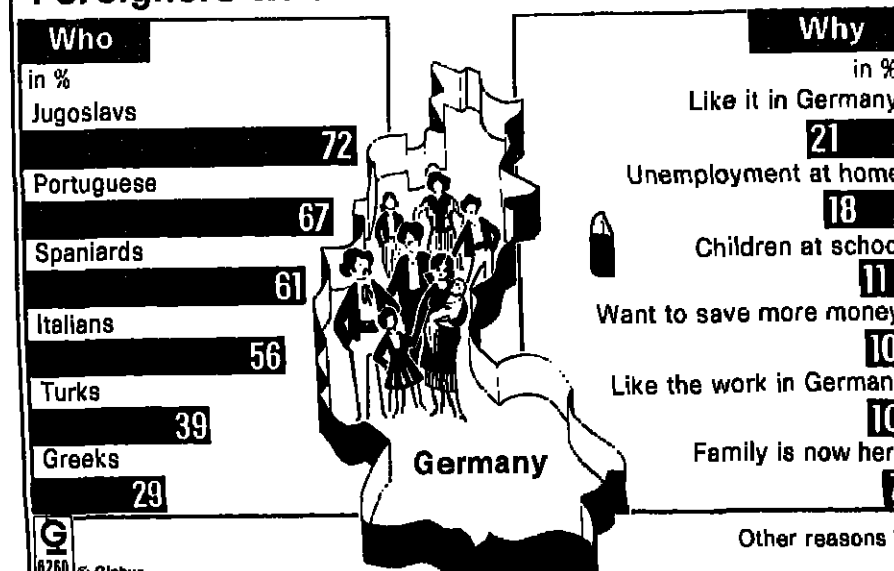 Who
in %
Jugoslavs
72
Portuguese
67
Spaniards
61
Italians
56
Turks
39
Greeks
29
G
6260 © Globus
Germany
Why
in %
Like it in Germany
21
Unemployment at home
18
Children at schoo
11
Want to save more money
10
Like the work in German
10
Family is now her
Other reasons